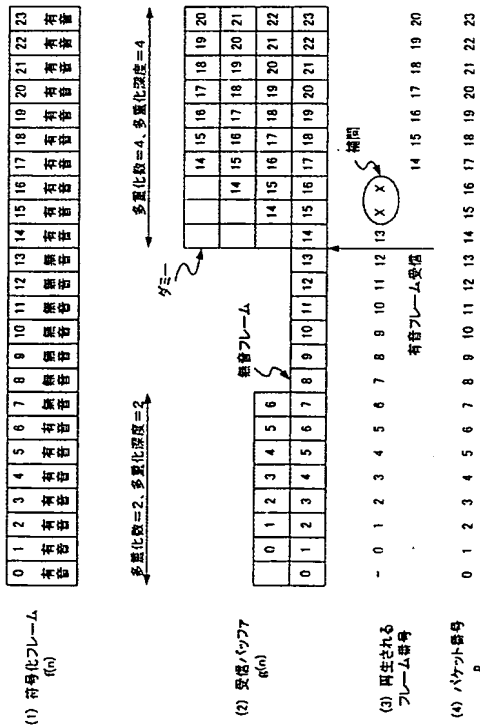 (1) 符号化フレーム
f(n)
0 1 2 3 4 5 6 7 8 9 10 11 12 13 14 15 16 17 18 19 20 21 22 23
有音 有音 有音 有音 有音 有音 有音 無音 無音 無音 無音 無音 無音 無音 有音 有音 有音 有音 有音 有音 有音 有音 有音 有音
多重化数=2、多重化深度=2
多重化数=4、多重化深度=4
ダミー
(2) 受信バッファ
g(n)
14 15 16 17 18 19 20
14 15 16 17 18 19 20 21
無音フレーム
0 1 2 3 4 5 6
14 15 16 17 18 19 20 21 22
0 1 2 3 4 5 6 7 8 9 10 11 12 13 14 15 16 17 18 19 20 21 22 23
補間
(3) 再生される
フレーム番号
− 0 1 2 3 4 5 6 7 8 9 10 11 12 13 X X 14 15 16 17 18 19 20
有音フレーム受信
(4) パケット番号
n
0 1 2 3 4 5 6 7 8 9 10 11 12 13 14 15 16 17 18 19 20 21 22 23